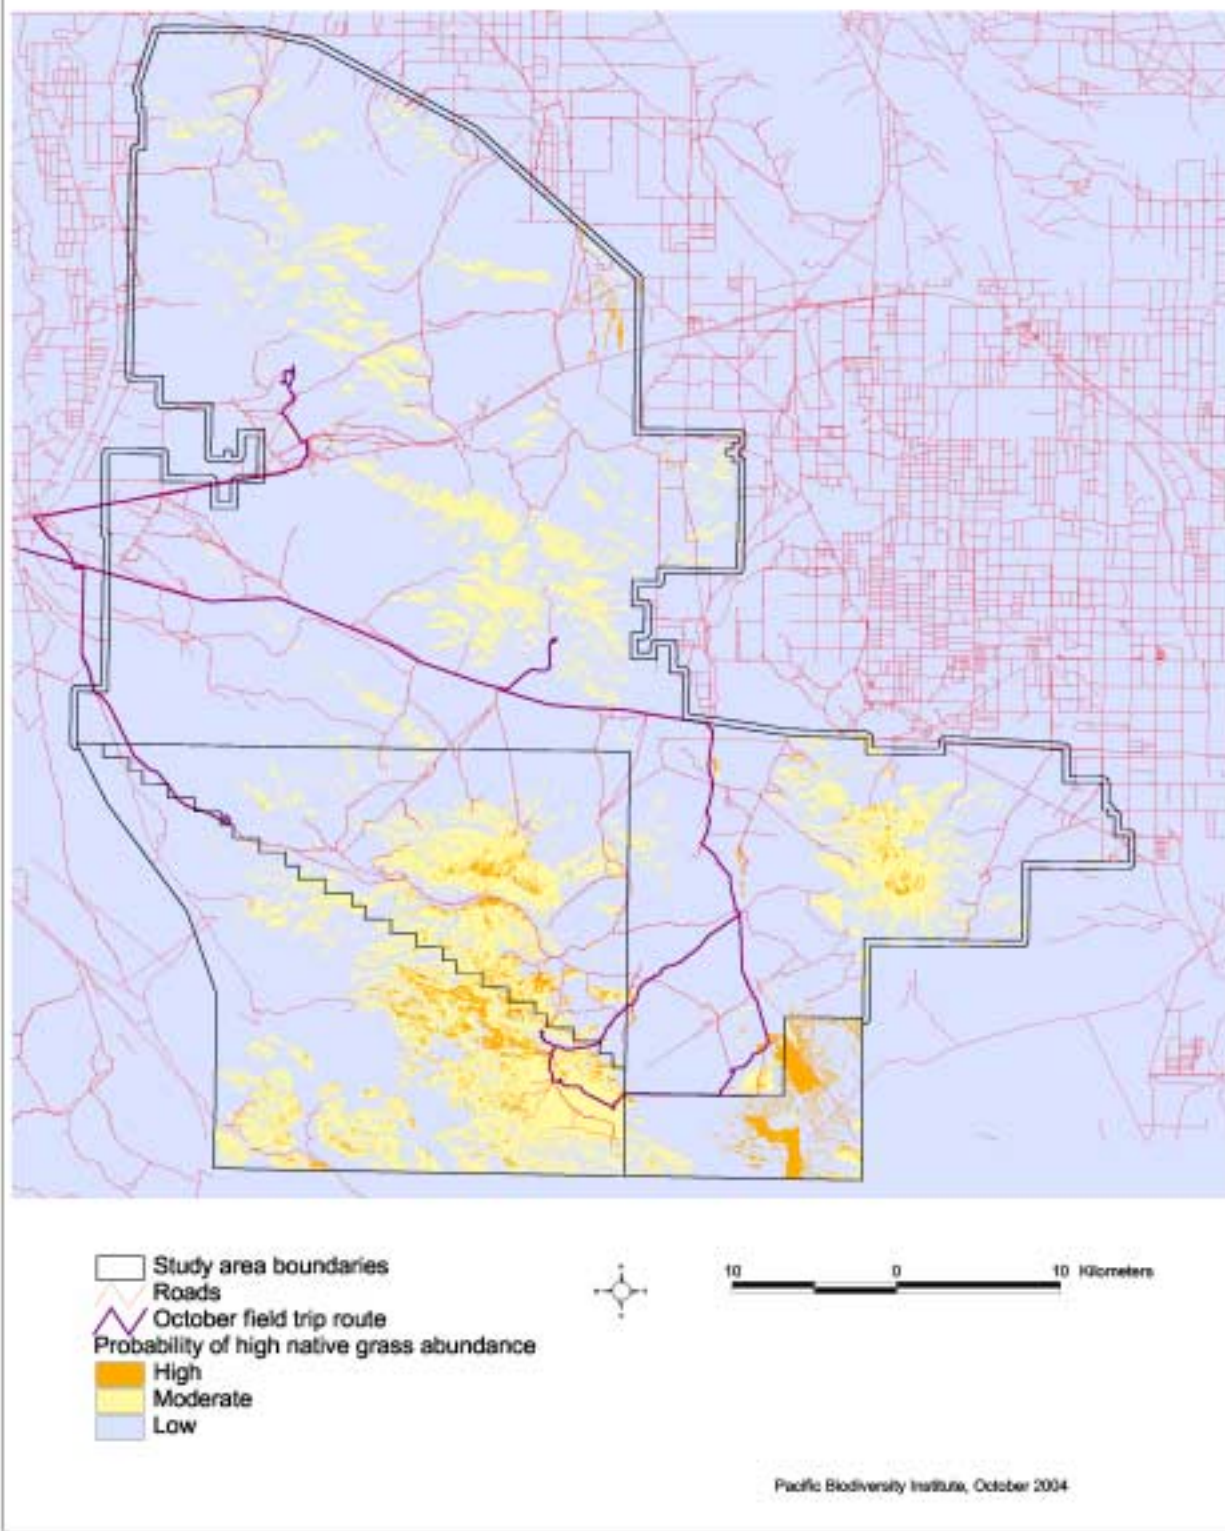 Study area boundaries
Roads
October field trip route
Probability of high native grass abundance
High
Moderate
Low
10 0 10 Kilometers
Pacific Biodiversity Institute, October 2004